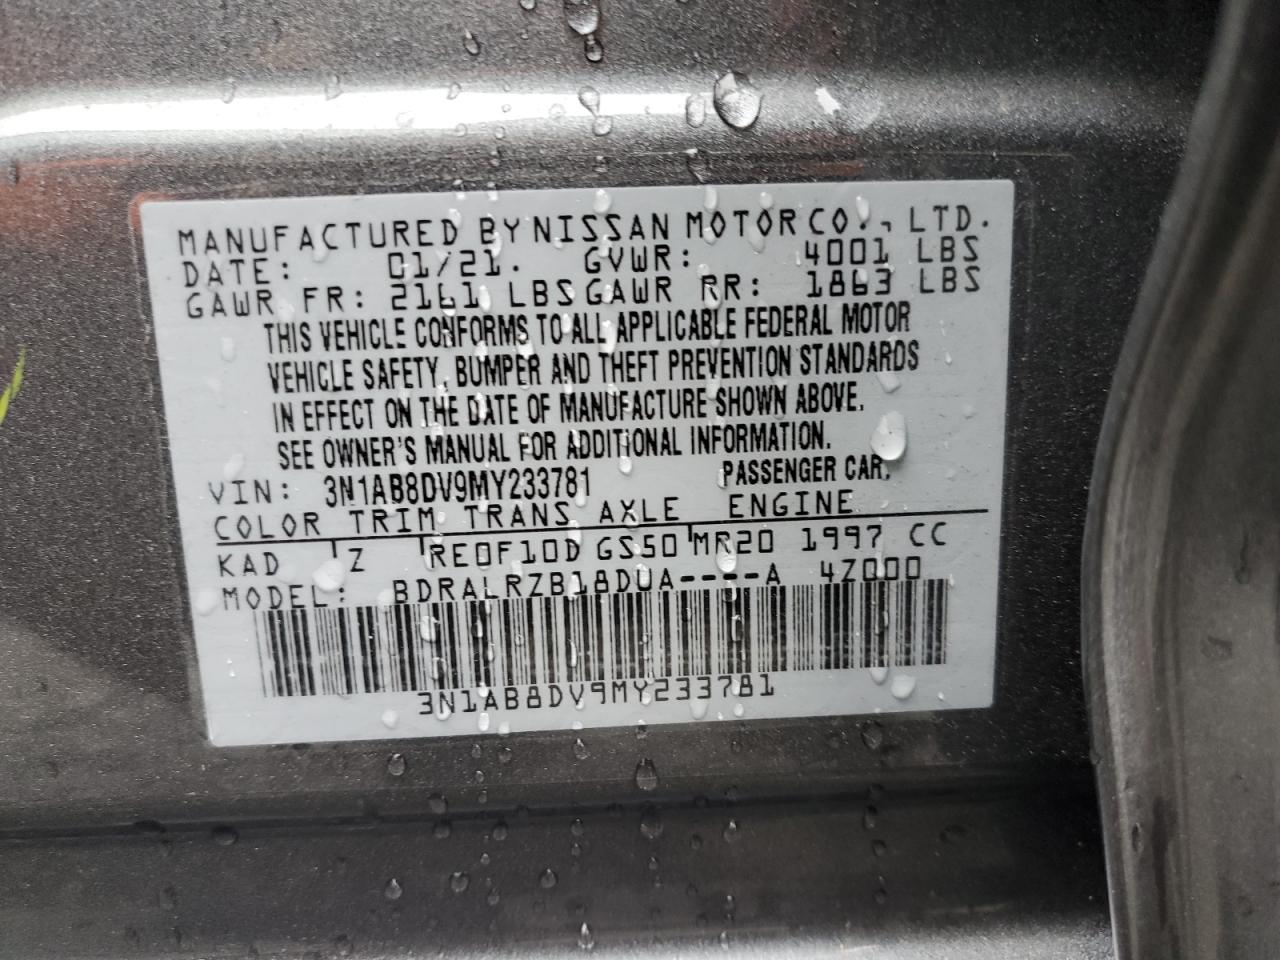 MANUFACTURED BY NISSAN MOTOR CO., LTD.
DATE: 01/21. GVWR: 4001 LBS
GAWR FR: 2161 LBS GAWR RR: 1863 LBS
THIS VEHICLE CONFORMS TO ALL APPLICABLE FEDERAL MOTOR
VEHICLE SAFETY, BUMPER AND THEFT PREVENTION STANDARDS
IN EFFECT ON THE DATE OF MANUFACTURE SHOWN ABOVE.
SEE OWNER'S MANUAL FOR ADDITIONAL INFORMATION.
VIN: 3N1AB8DV9MY233781 PASSENGER CAR.
COLOR TRIM TRANS AXLE ENGINE
KAD Z RE0F10D GS50 MR20 1997 CC
MODEL: BDRALRZB18DUA----A 4Z000
3N1AB8DV9MY233781